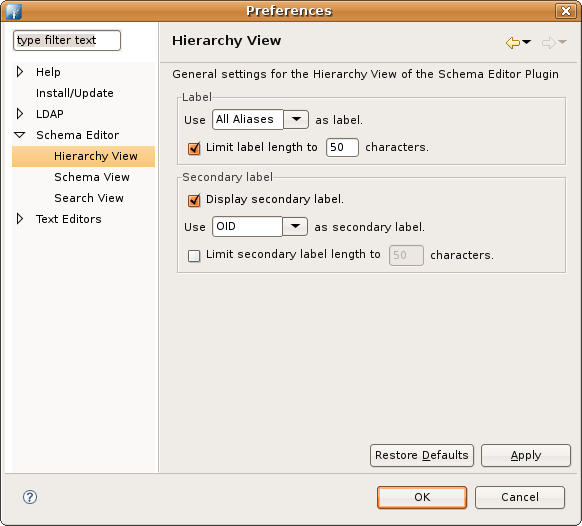 Preferences
type filter text
Help
Install/Update
LDAP
Schema Editor
Hierarchy View
Schema View
Search View
Text Editors
Hierarchy View
General settings for the Hierarchy View of the Schema Editor Plugin
Label
Use All Aliases as label.
Limit label length to 50 characters.
Secondary label
Display secondary label.
Use OID as secondary label.
Limit secondary label length to 50 characters.
Restore Defaults Apply
? OK Cancel